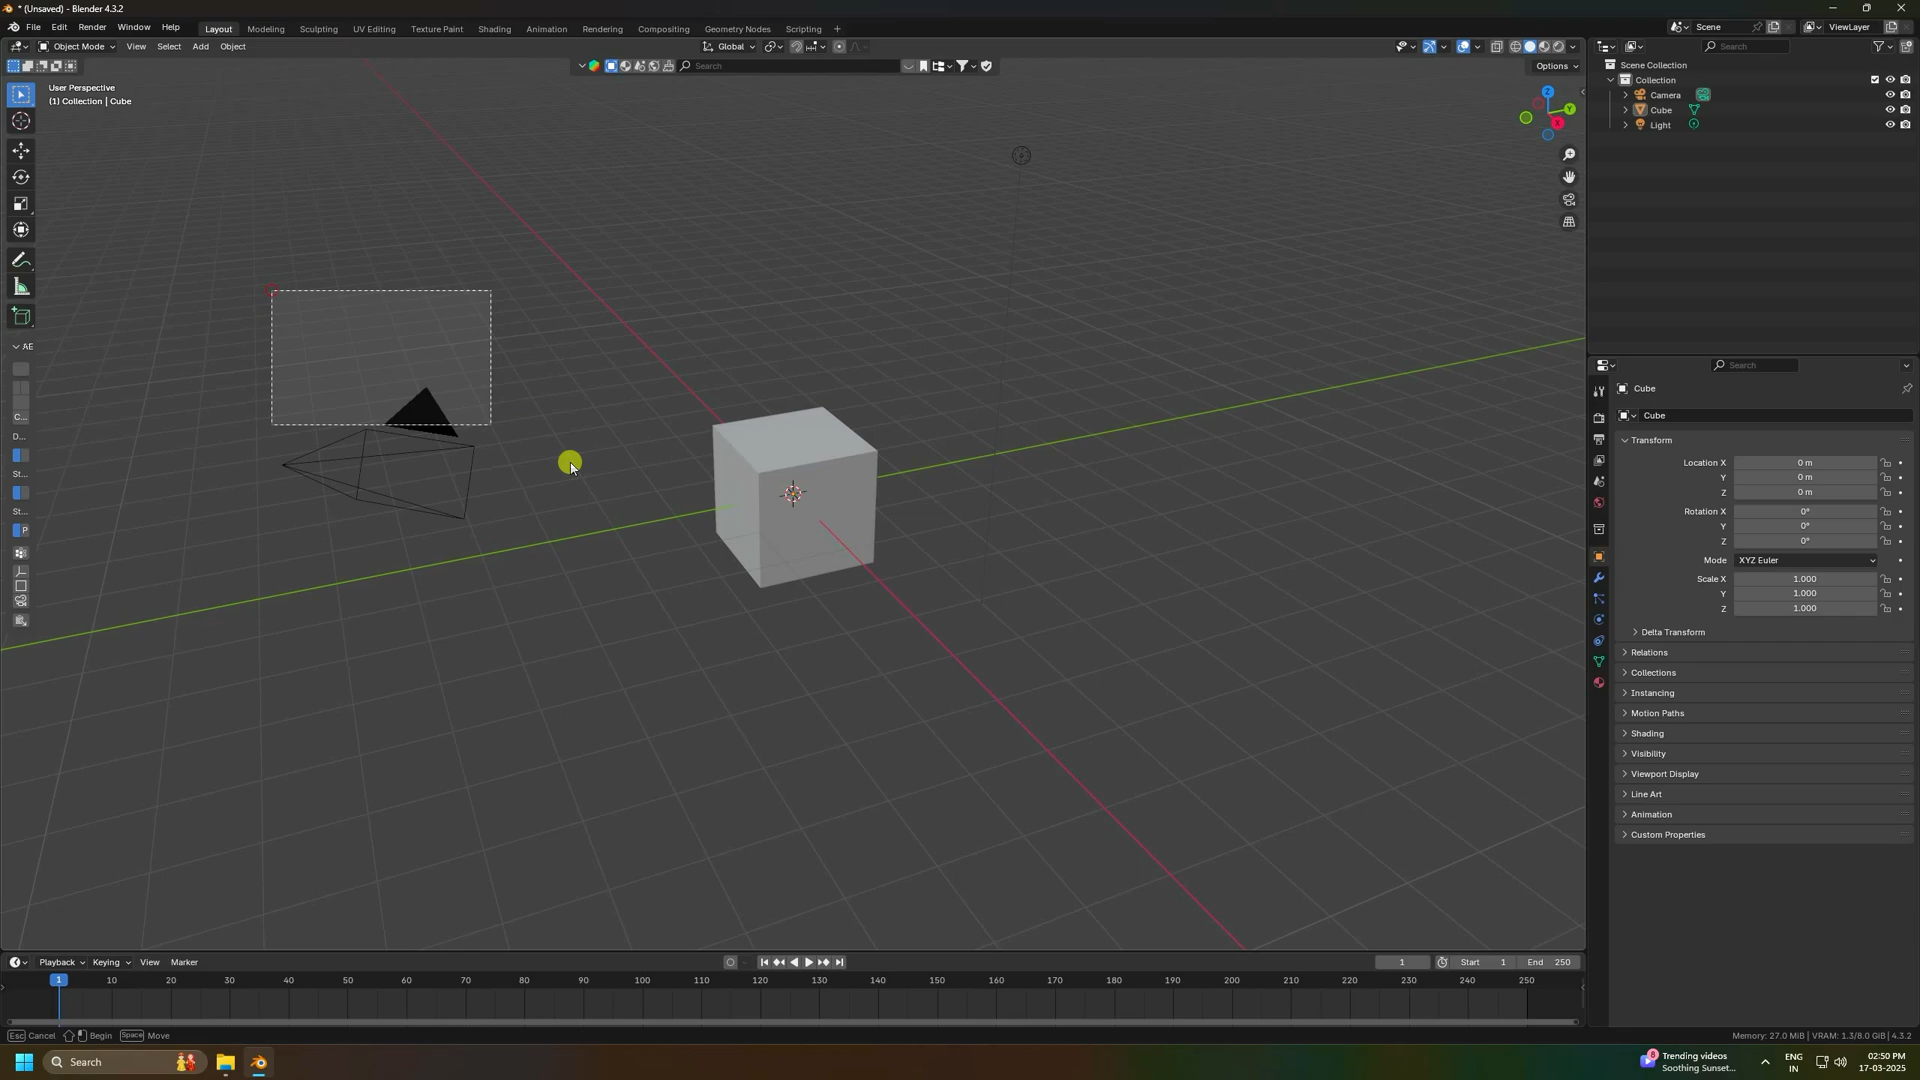 * (Unsaved) - Blender 4.3.2
File Edit Render Window Help Layout Modeling Sculpting UV Editing Texture Paint Shading Animation Rendering Compositing Geometry Nodes Scripting + Scene ViewLayer
Object Mode View Select Add Object Global Search
Search Options
User Perspective
(1) Collection | Cube
Scene Collection
Collection
Camera
Cube
Light
Z
Y
X
AE
C...
D...
St...
St...
P
Search
Cube
Cube
Transform
Location X 0 m
Y 0 m
Z 0 m
Rotation X 0°
Y 0°
Z 0°
Mode XYZ Euler
Scale X 1.000
Y 1.000
Z 1.000
Delta Transform
Relations
Collections
Instancing
Motion Paths
Shading
Visibility
Viewport Display
Line Art
Animation
Custom Properties
Playback Keying View Marker 1 Start 1 End 250
1 10 20 30 40 50 60 70 80 90 100 110 120 130 140 150 160 170 180 190 200 210 220 230 240 250
Esc Cancel Begin Space Move Memory: 27.0 MiB | VRAM: 1.3/8.0 GiB | 4.3.2
Search 8 Trending videos ENG 02:50 PM
Soothing Sunset... IN 17-03-2025